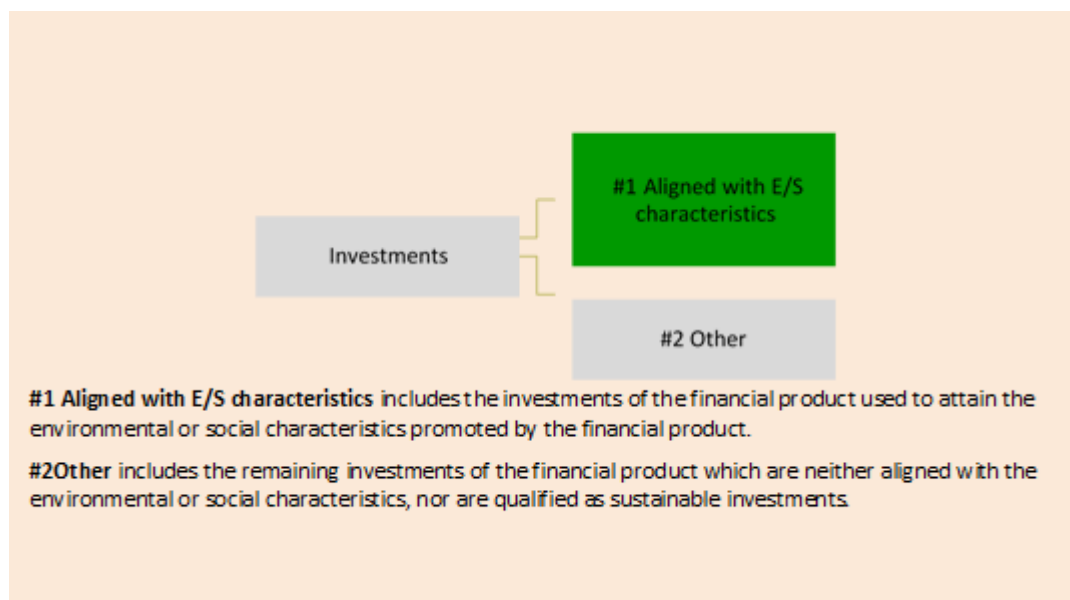 #1 Aligned with E/S
characteristics
Investments
#2 Other
#1 Aligned with E/S characteristics includes the investments of the financial product used to attain the
environmental or social characteristics promoted by the financial product.
#2Other includes the remaining investments of the financial product which are neither aligned with the
environmental or social characteristics, nor are qualified as sustainable investments.